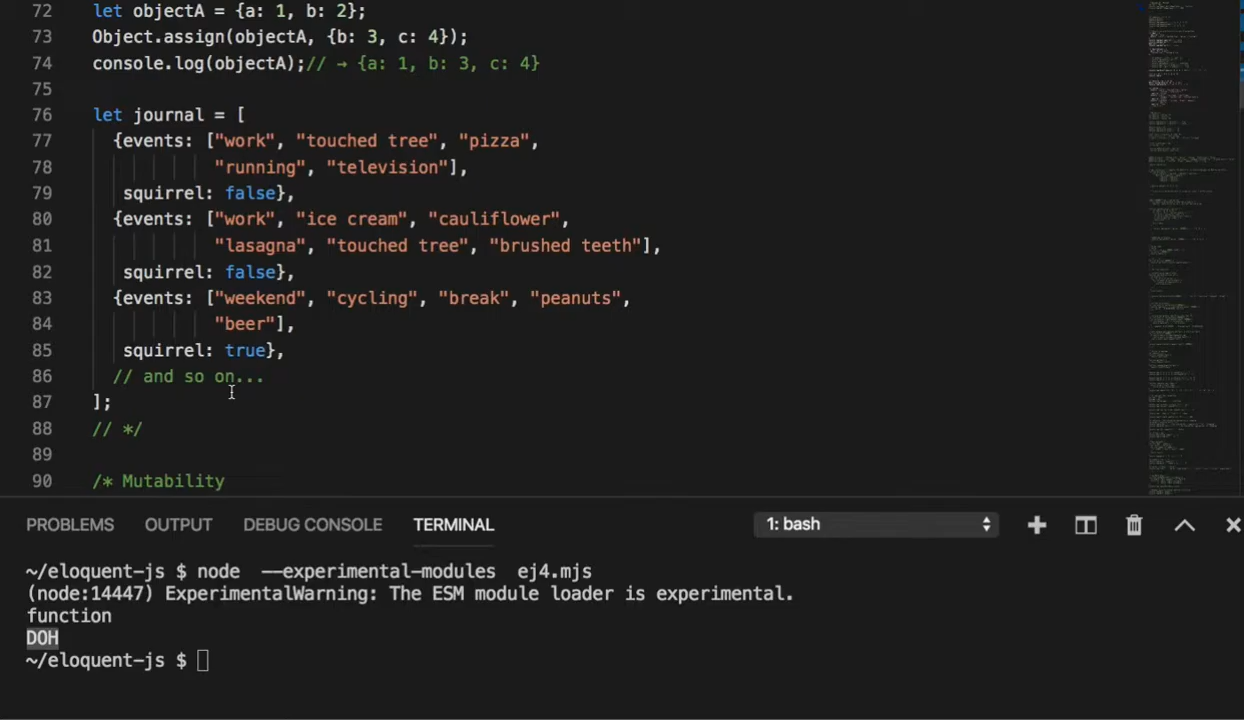 72 let objectA = {a: 1, b: 2};
73 Object.assign(objectA, {b: 3, c: 4});
74 console.log(objectA);// → {a: 1, b: 3, c: 4}
75
76 let journal = [
77 {events: ["work", "touched tree", "pizza",
78 "running", "television"],
79 squirrel: false},
80 {events: ["work", "ice cream", "cauliflower",
81 "lasagna", "touched tree", "brushed teeth"],
82 squirrel: false},
83 {events: ["weekend", "cycling", "break", "peanuts",
84 "beer"],
85 squirrel: true},
86 // and so on...
87 ];
88 // */
89
90 /* Mutability
PROBLEMS OUTPUT DEBUG CONSOLE TERMINAL 1: bash
~/eloquent-js $ node --experimental-modules ej4.mjs
(node:14447) ExperimentalWarning: The ESM module loader is experimental.
function
DOH
~/eloquent-js $